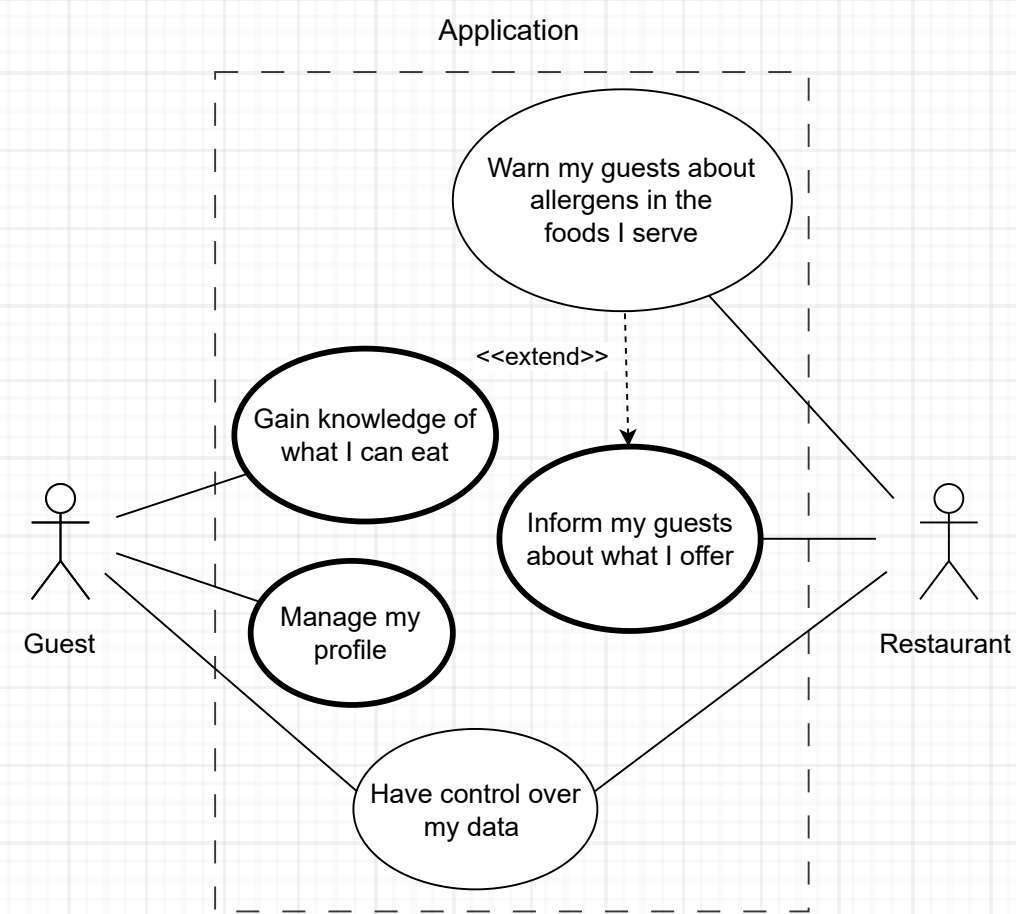 Application
Warn my guests about
allergens in the
foods I serve
<<extend>>
Gain knowledge of
what I can eat
Inform my guests
about what I offer
Manage my
profile
Guest
Restaurant
Have control over
my data